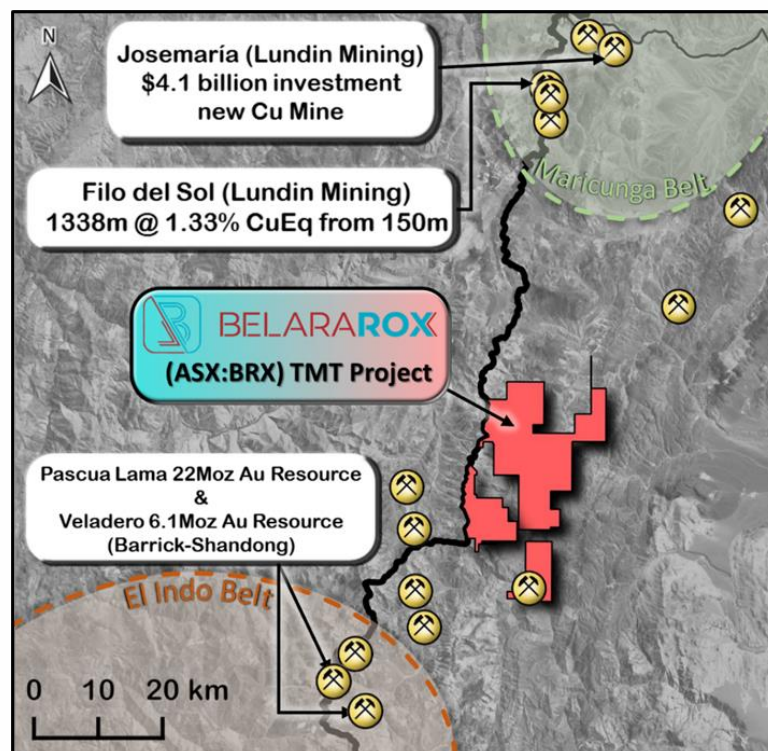 N
Josemaría (Lundin Mining)
$4.1 billion investment
new Cu Mine
Maricunga Belt
Filo del Sol (Lundin Mining)
1338m @ 1.33% CuEq from 150m
BELARAROX
(ASX:BRX) TMT Project
Pascua Lama 22Moz Au Resource
&
Veladero 6.1Moz Au Resource
(Barrick-Shandong)
El Indo Belt
0 10 20 km